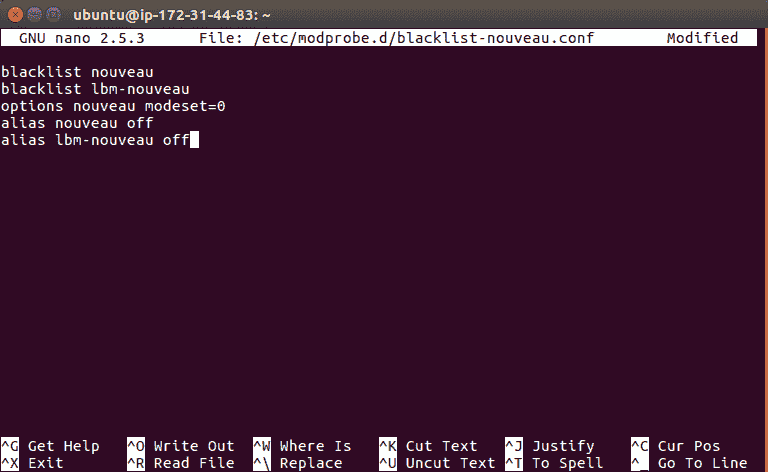 ubuntu@ip-172-31-44-83: ~
GNU nano 2.5.3 File: /etc/modprobe.d/blacklist-nouveau.conf Modified
blacklist nouveau
blacklist lbm-nouveau
options nouveau modeset=0
alias nouveau off
alias lbm-nouveau off
^G Get Help ^O Write Out ^W Where Is ^K Cut Text ^J Justify ^C Cur Pos
^X Exit ^R Read File ^\ Replace ^U Uncut Text ^T To Spell ^_ Go To Line